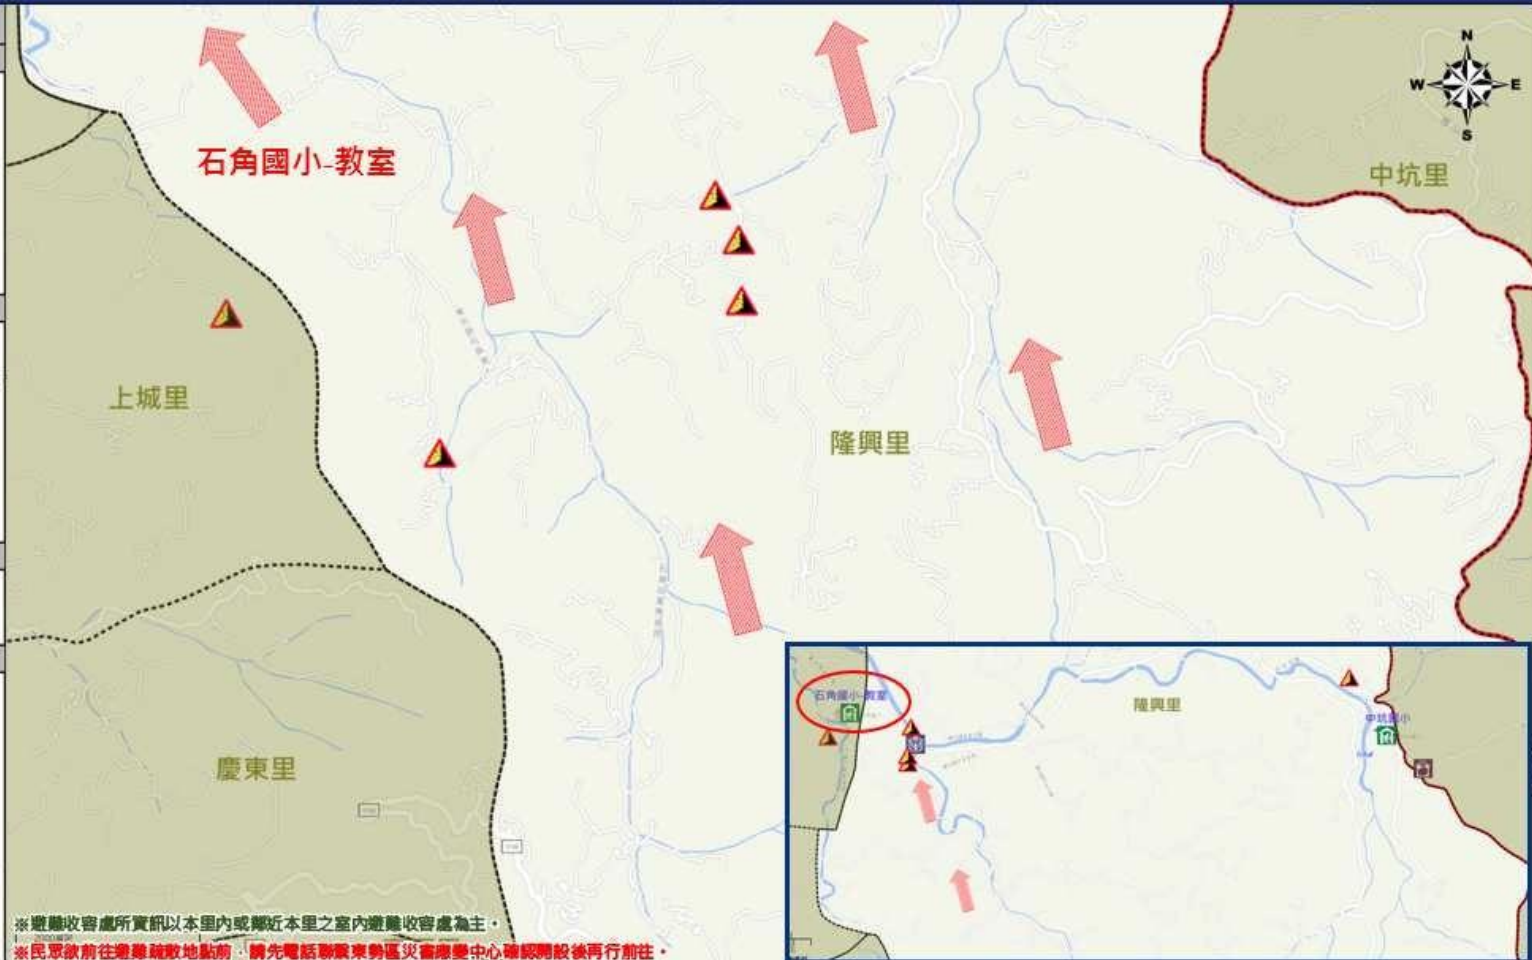 N
W
E
S
中坑里
石角國小-教室
上城里
隆興里
慶東里
石角國小-教室
隆興里
中坑國小
※避難收容處所資訊以本里內或鄰近本里之室內避難收容處為主。
※民眾欲前往避難疏散地點前，請先電話聯繫東勢區災害應變中心確認開設後再行前往。